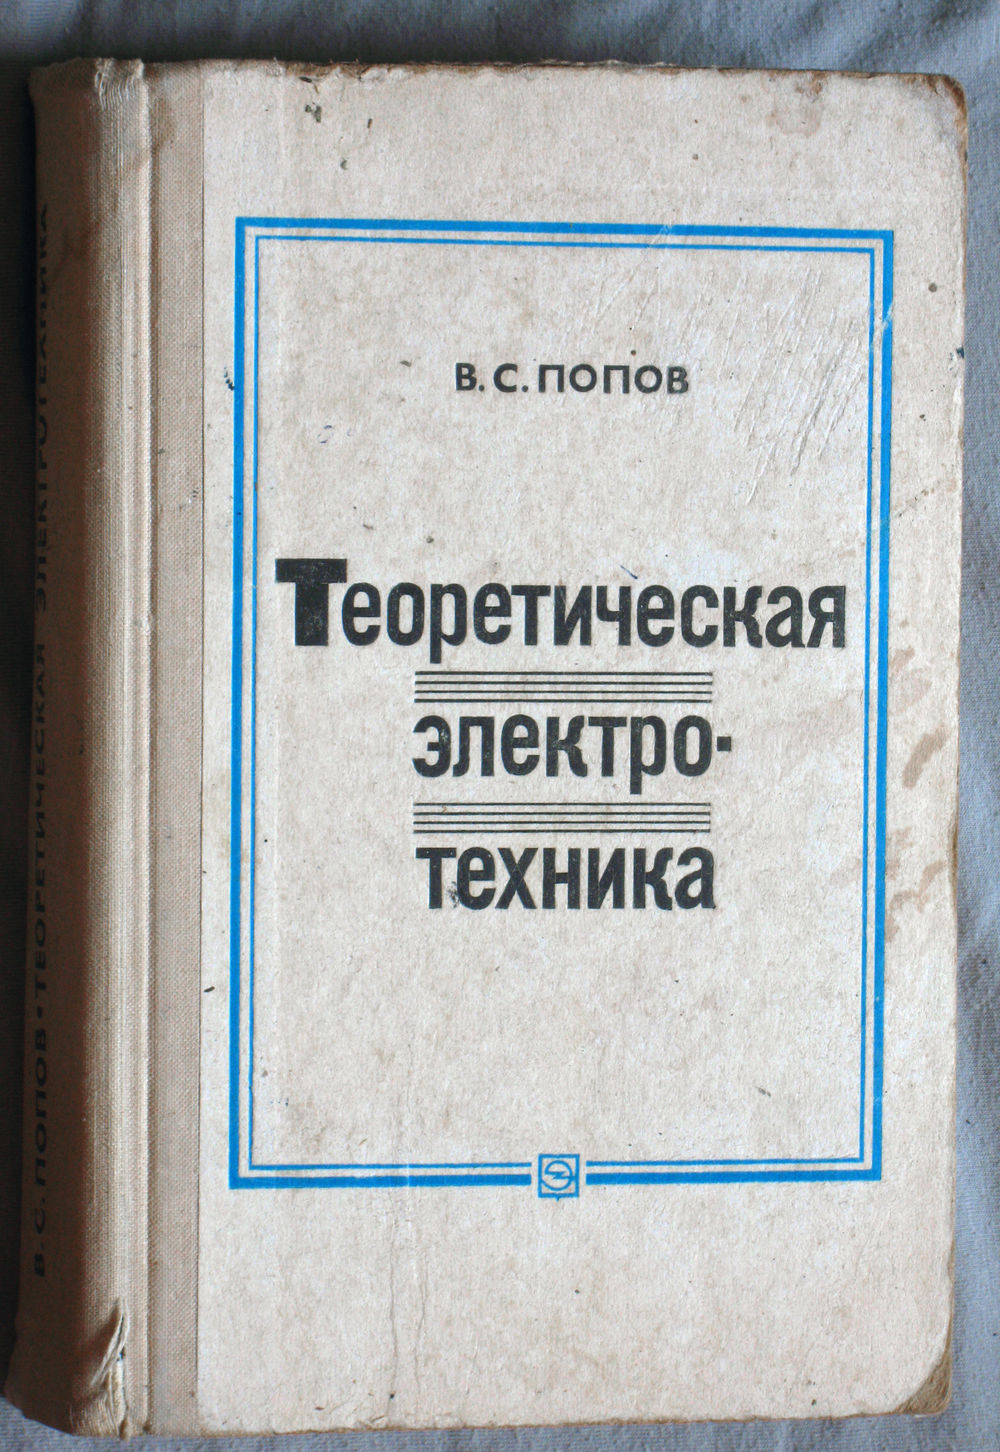 В. С. ПОПОВ
Теоретическая
электро-
техника
В. С. ПОПОВ • ТЕОРЕТИЧЕСКАЯ ЭЛЕКТРОТЕХНИКА